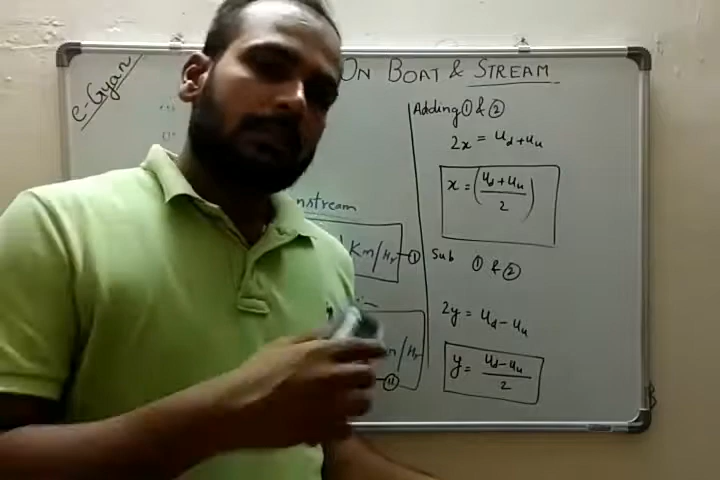 e-Gyan
ON BOAT & STREAM
nstream
Km/Hr ①
/Hr
Adding ① & ②
2x = ud + uu
x = (ud + uu / 2)
Sub ① & ②
2y = ud - uu
y = ud - uu / 2